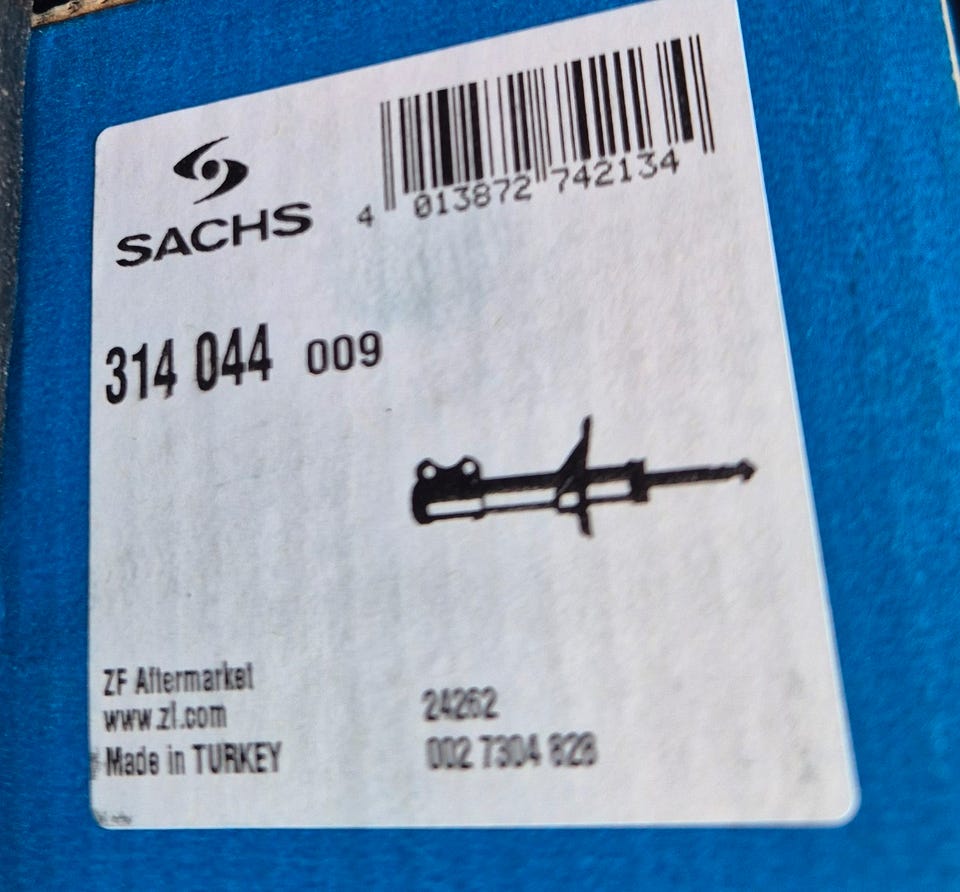 SACHS
4 013872 742134
314 044 009
ZF Aftermarket
www.zf.com
Made in TURKEY
24262
002 7304 828